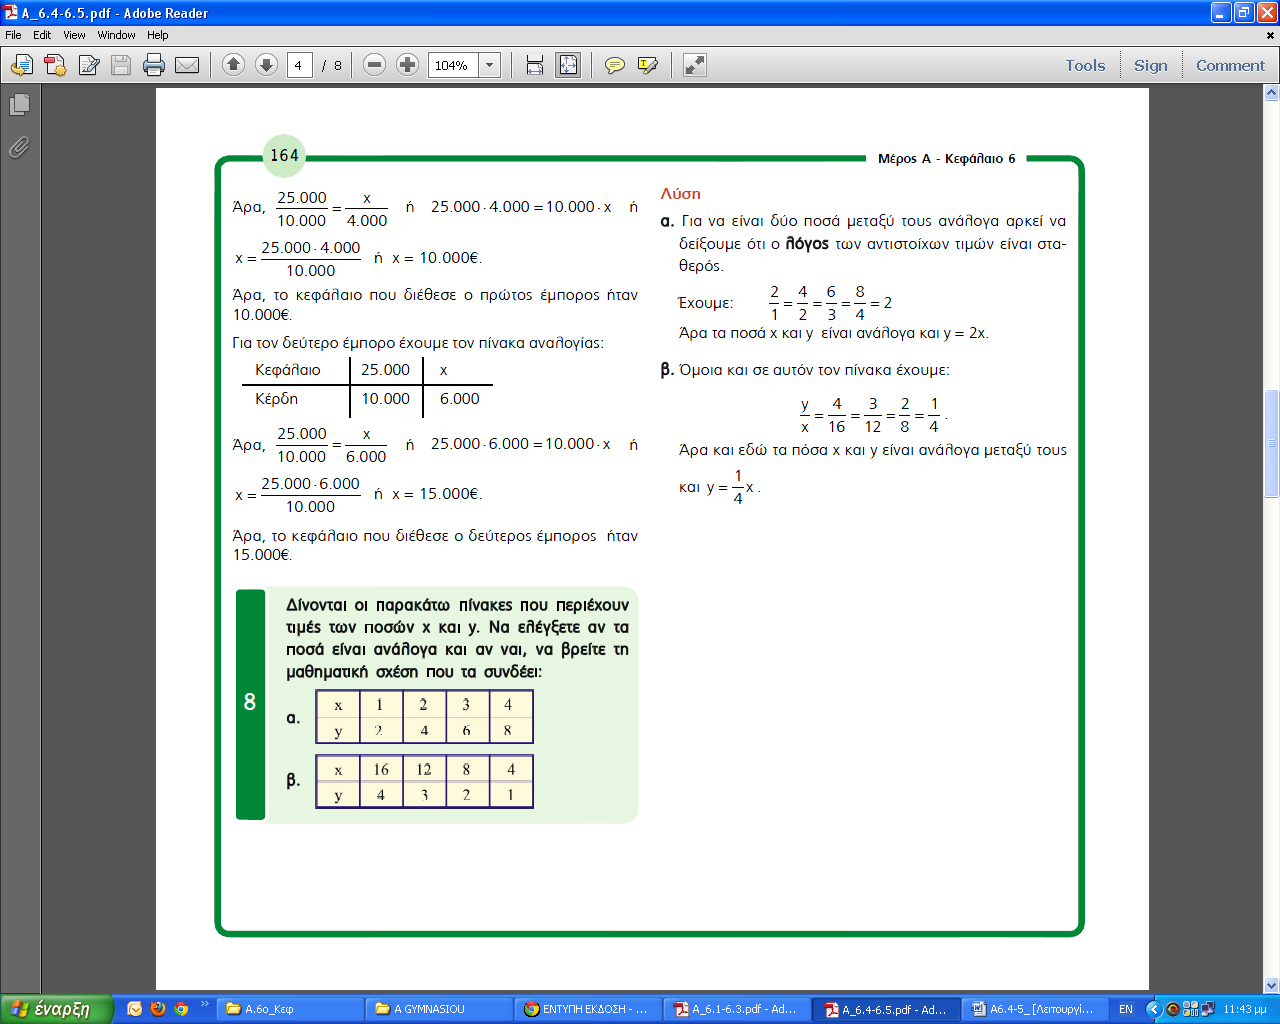 A_6.4-6.5.pdf - Adobe Reader
File Edit View Window Help
4 / 8 104% Tools Sign Comment
164 Μέρος Α - Κεφάλαιο 6
Άρα, 25.000/10.000 = x/4.000 ή 25.000 · 4.000 = 10.000 · x ή
x = 25.000 · 4.000/10.000 ή x = 10.000€.
Άρα, το κεφάλαιο που διέθεσε ο πρώτος έμπορος ήταν
10.000€.
Για τον δεύτερο έμπορο έχουμε τον πίνακα αναλογίας:
Κεφάλαιο 25.000 x
Κέρδη 10.000 6.000
Άρα, 25.000/10.000 = x/6.000 ή 25.000 · 6.000 = 10.000 · x ή
x = 25.000 · 6.000/10.000 ή x = 15.000€.
Άρα, το κεφάλαιο που διέθεσε ο δεύτερος έμπορος ήταν
15.000€.
8
Δίνονται οι παρακάτω πίνακες που περιέχουν
τιμές των ποσών x και y. Να ελέγξετε αν τα
ποσά είναι ανάλογα και αν ναι, να βρείτε τη
μαθηματική σχέση που τα συνδέει:
α.
x 1 2 3 4
y 2 4 6 8
β.
x 16 12 8 4
y 4 3 2 1
Λύση
α. Για να είναι δύο ποσά μεταξύ τους ανάλογα αρκεί να
δείξουμε ότι ο λόγος των αντιστοίχων τιμών είναι στα-
θερός.
Έχουμε: 2/1 = 4/2 = 6/3 = 8/4 = 2
Άρα τα ποσά x και y είναι ανάλογα και y = 2x.
β. Όμοια και σε αυτόν τον πίνακα έχουμε:
y/x = 4/16 = 3/12 = 2/8 = 1/4 .
Άρα και εδώ τα πόσα x και y είναι ανάλογα μεταξύ τους
και y = 1/4 x .
έναρξη A.6ο_Κεφ A GYMNASIOU ΕΝΤΥΠΗ ΕΚΔΟΣΗ - ... A_6.1-6.3.pdf - Ad... A_6.4-6.5.pdf - Ad... A6.4-5_ [Λειτουργί... EN 11:43 μμ